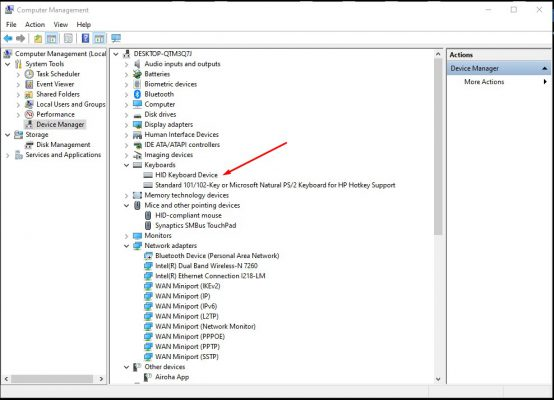 Computer Management
File Action View Help
Computer Management (Local
System Tools
Task Scheduler
Event Viewer
Shared Folders
Local Users and Groups
Performance
Device Manager
Storage
Disk Management
Services and Applications
DESKTOP-QTM3Q7J
Audio inputs and outputs
Batteries
Biometric devices
Bluetooth
Computer
Disk drives
Display adapters
Human Interface Devices
IDE ATA/ATAPI controllers
Imaging devices
Keyboards
HID Keyboard Device
Standard 101/102-Key or Microsoft Natural PS/2 Keyboard for HP Hotkey Support
Memory technology devices
Mice and other pointing devices
HID-compliant mouse
Synaptics SMBus TouchPad
Monitors
Network adapters
Bluetooth Device (Personal Area Network)
Intel(R) Dual Band Wireless-N 7260
Intel(R) Ethernet Connection I218-LM
WAN Miniport (IKEv2)
WAN Miniport (IP)
WAN Miniport (IPv6)
WAN Miniport (L2TP)
WAN Miniport (Network Monitor)
WAN Miniport (PPPOE)
WAN Miniport (PPTP)
WAN Miniport (SSTP)
Other devices
Airoha App
Actions
Device Manager
More Actions